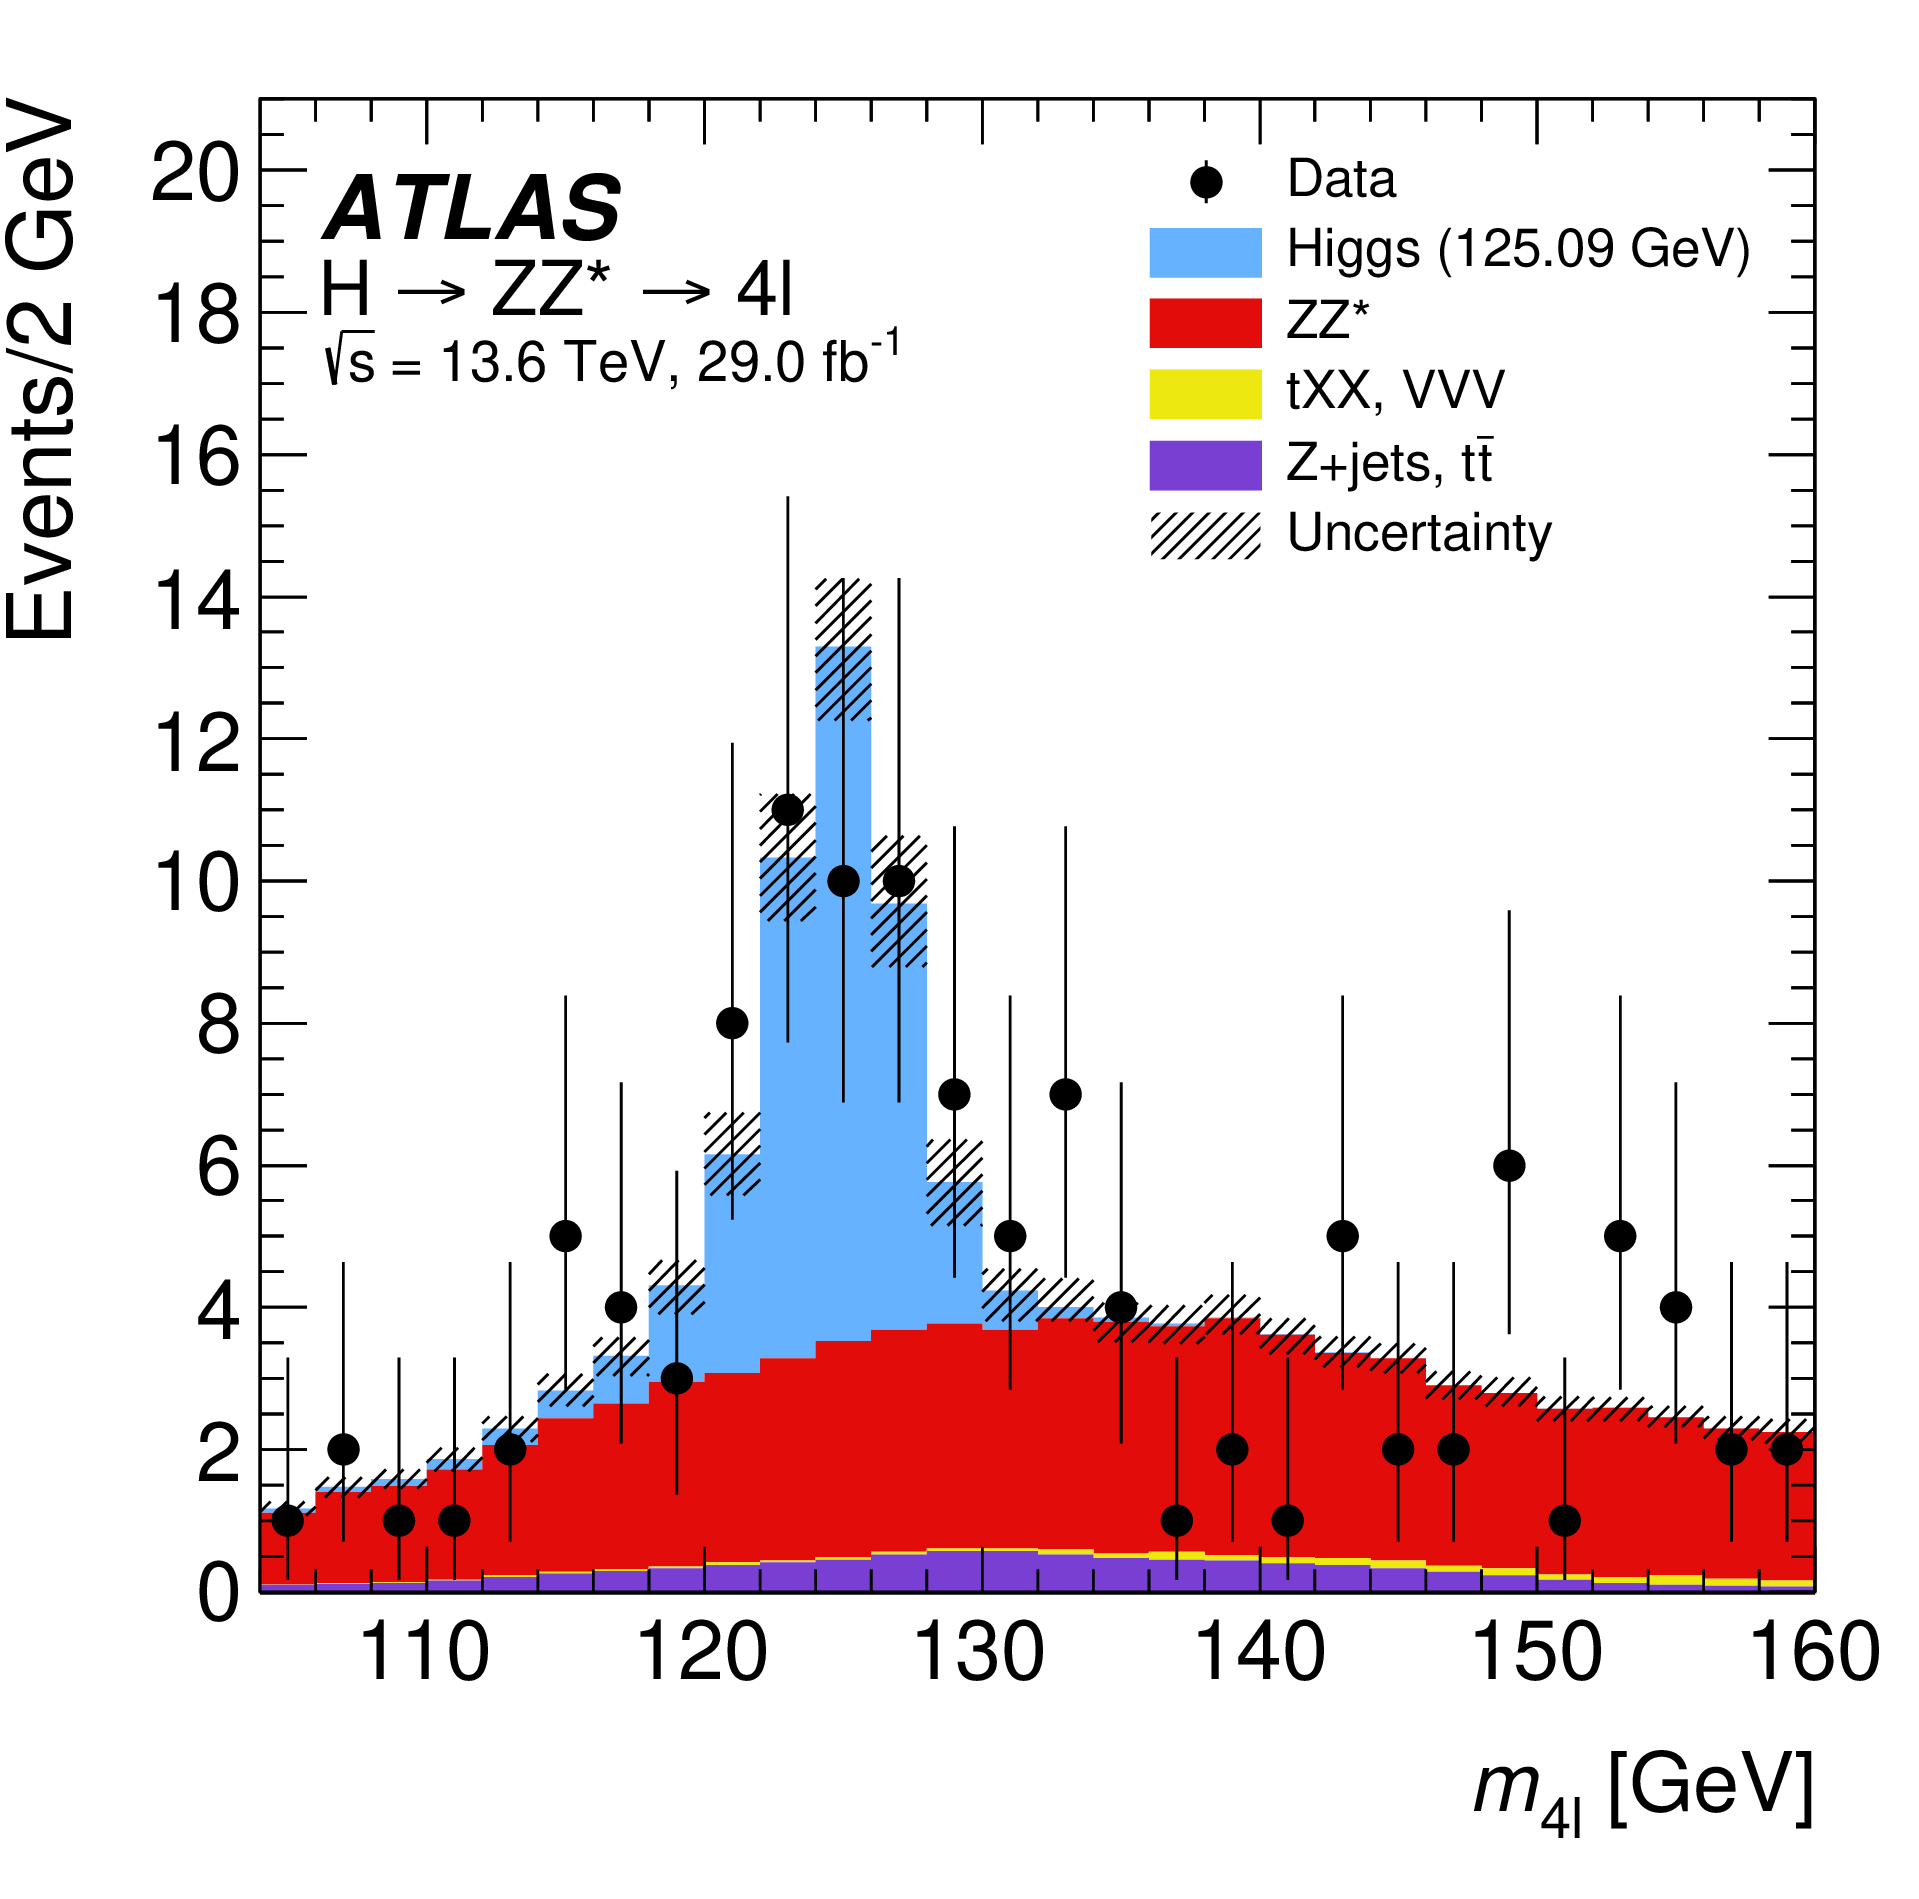 Events/2 GeV
20
18
16
14
12
10
8
6
4
2
0
ATLAS
H → ZZ* → 4l
√s = 13.6 TeV, 29.0 fb⁻¹
Data
Higgs (125.09 GeV)
ZZ*
tXX, VVV
Z+jets, tt̄
Uncertainty
110 120 130 140 150 160
m₄ₗ [GeV]